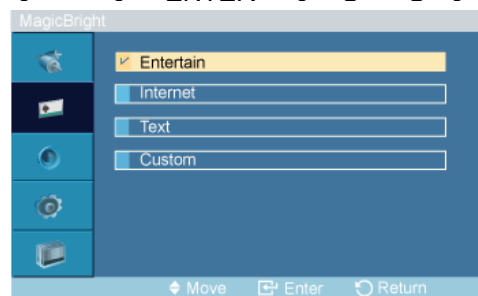 MagicBright
Entertain
Internet
Text
Custom
Move Enter Return